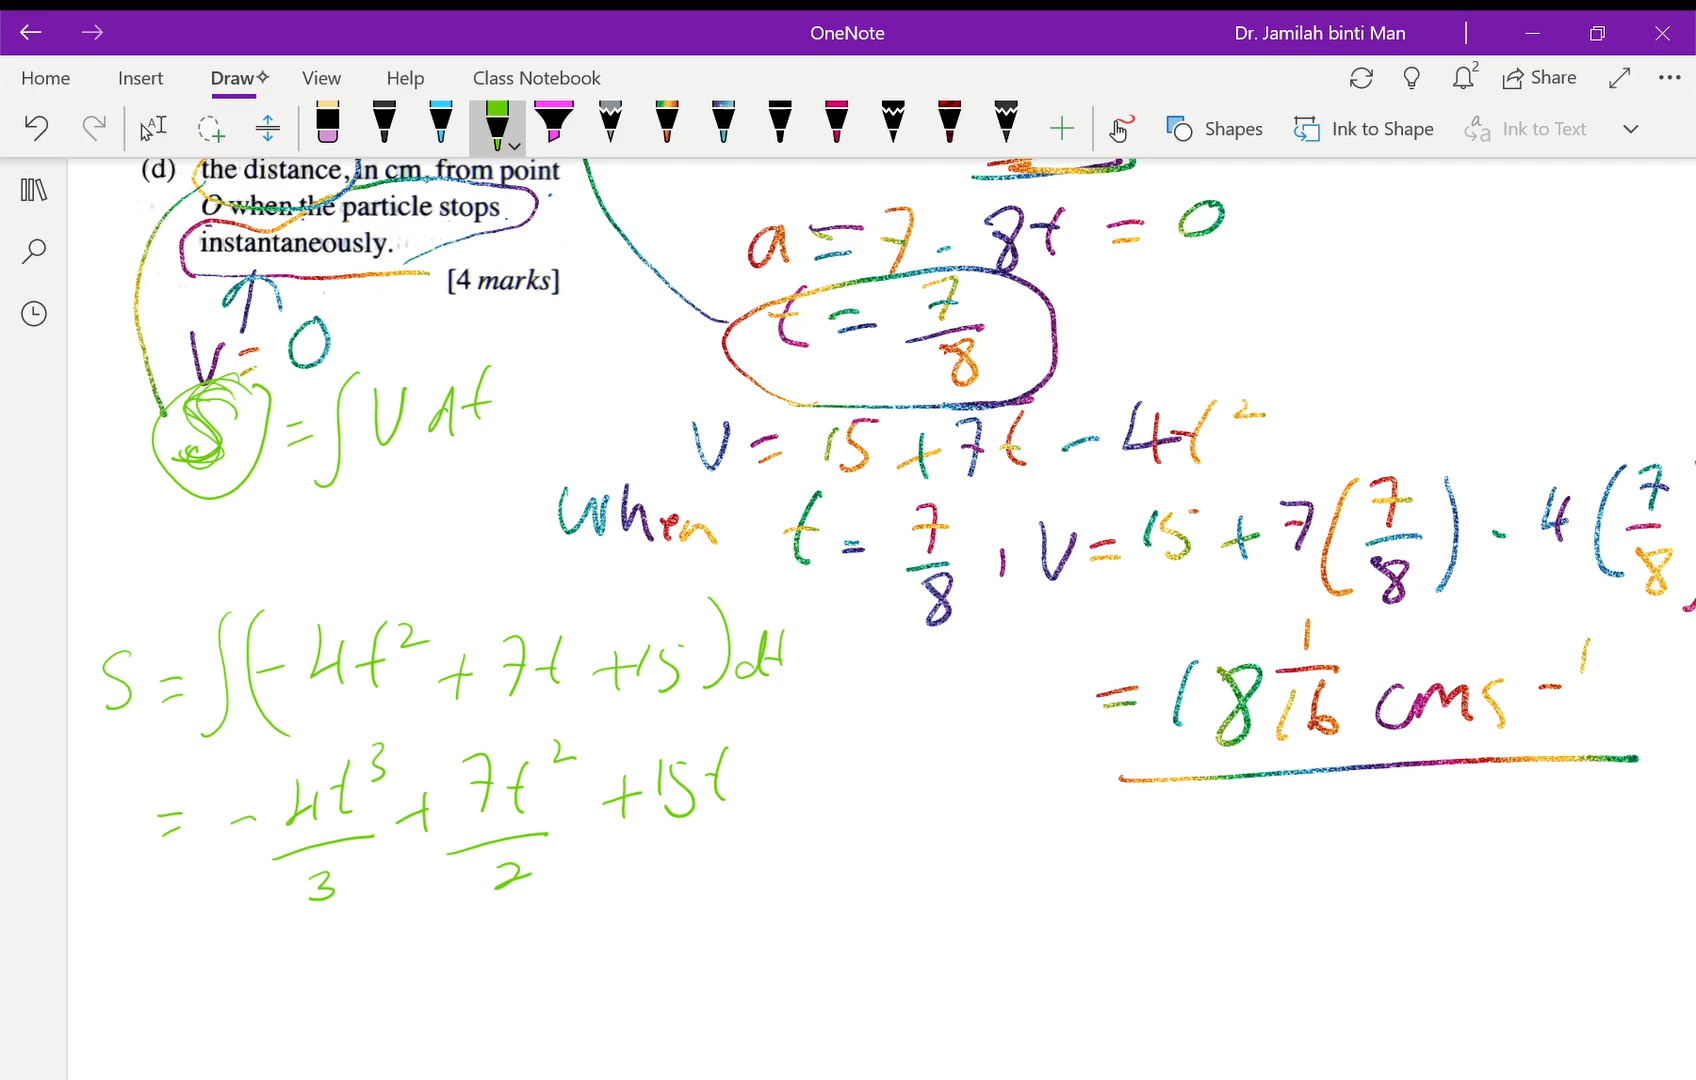 OneNote
Dr. Jamilah binti Man
Home Insert Draw View Help Class Notebook
2
Share
Shapes
Ink to Shape
Ink to Text
(d) the distance, in cm, from point
O when the particle stops
instantaneously.
[4 marks]
V = 0
S = ∫ V dt
S = ∫(-4t² + 7t + 15)dt
= - 4t³/3 + 7t²/2 + 15t
a = 7 - 8t = 0
t = 7/8
V = 15 + 7t - 4t²
when t = 7/8 , V = 15 + 7(7/8) - 4(7/8
= 18 1/16 cms -1